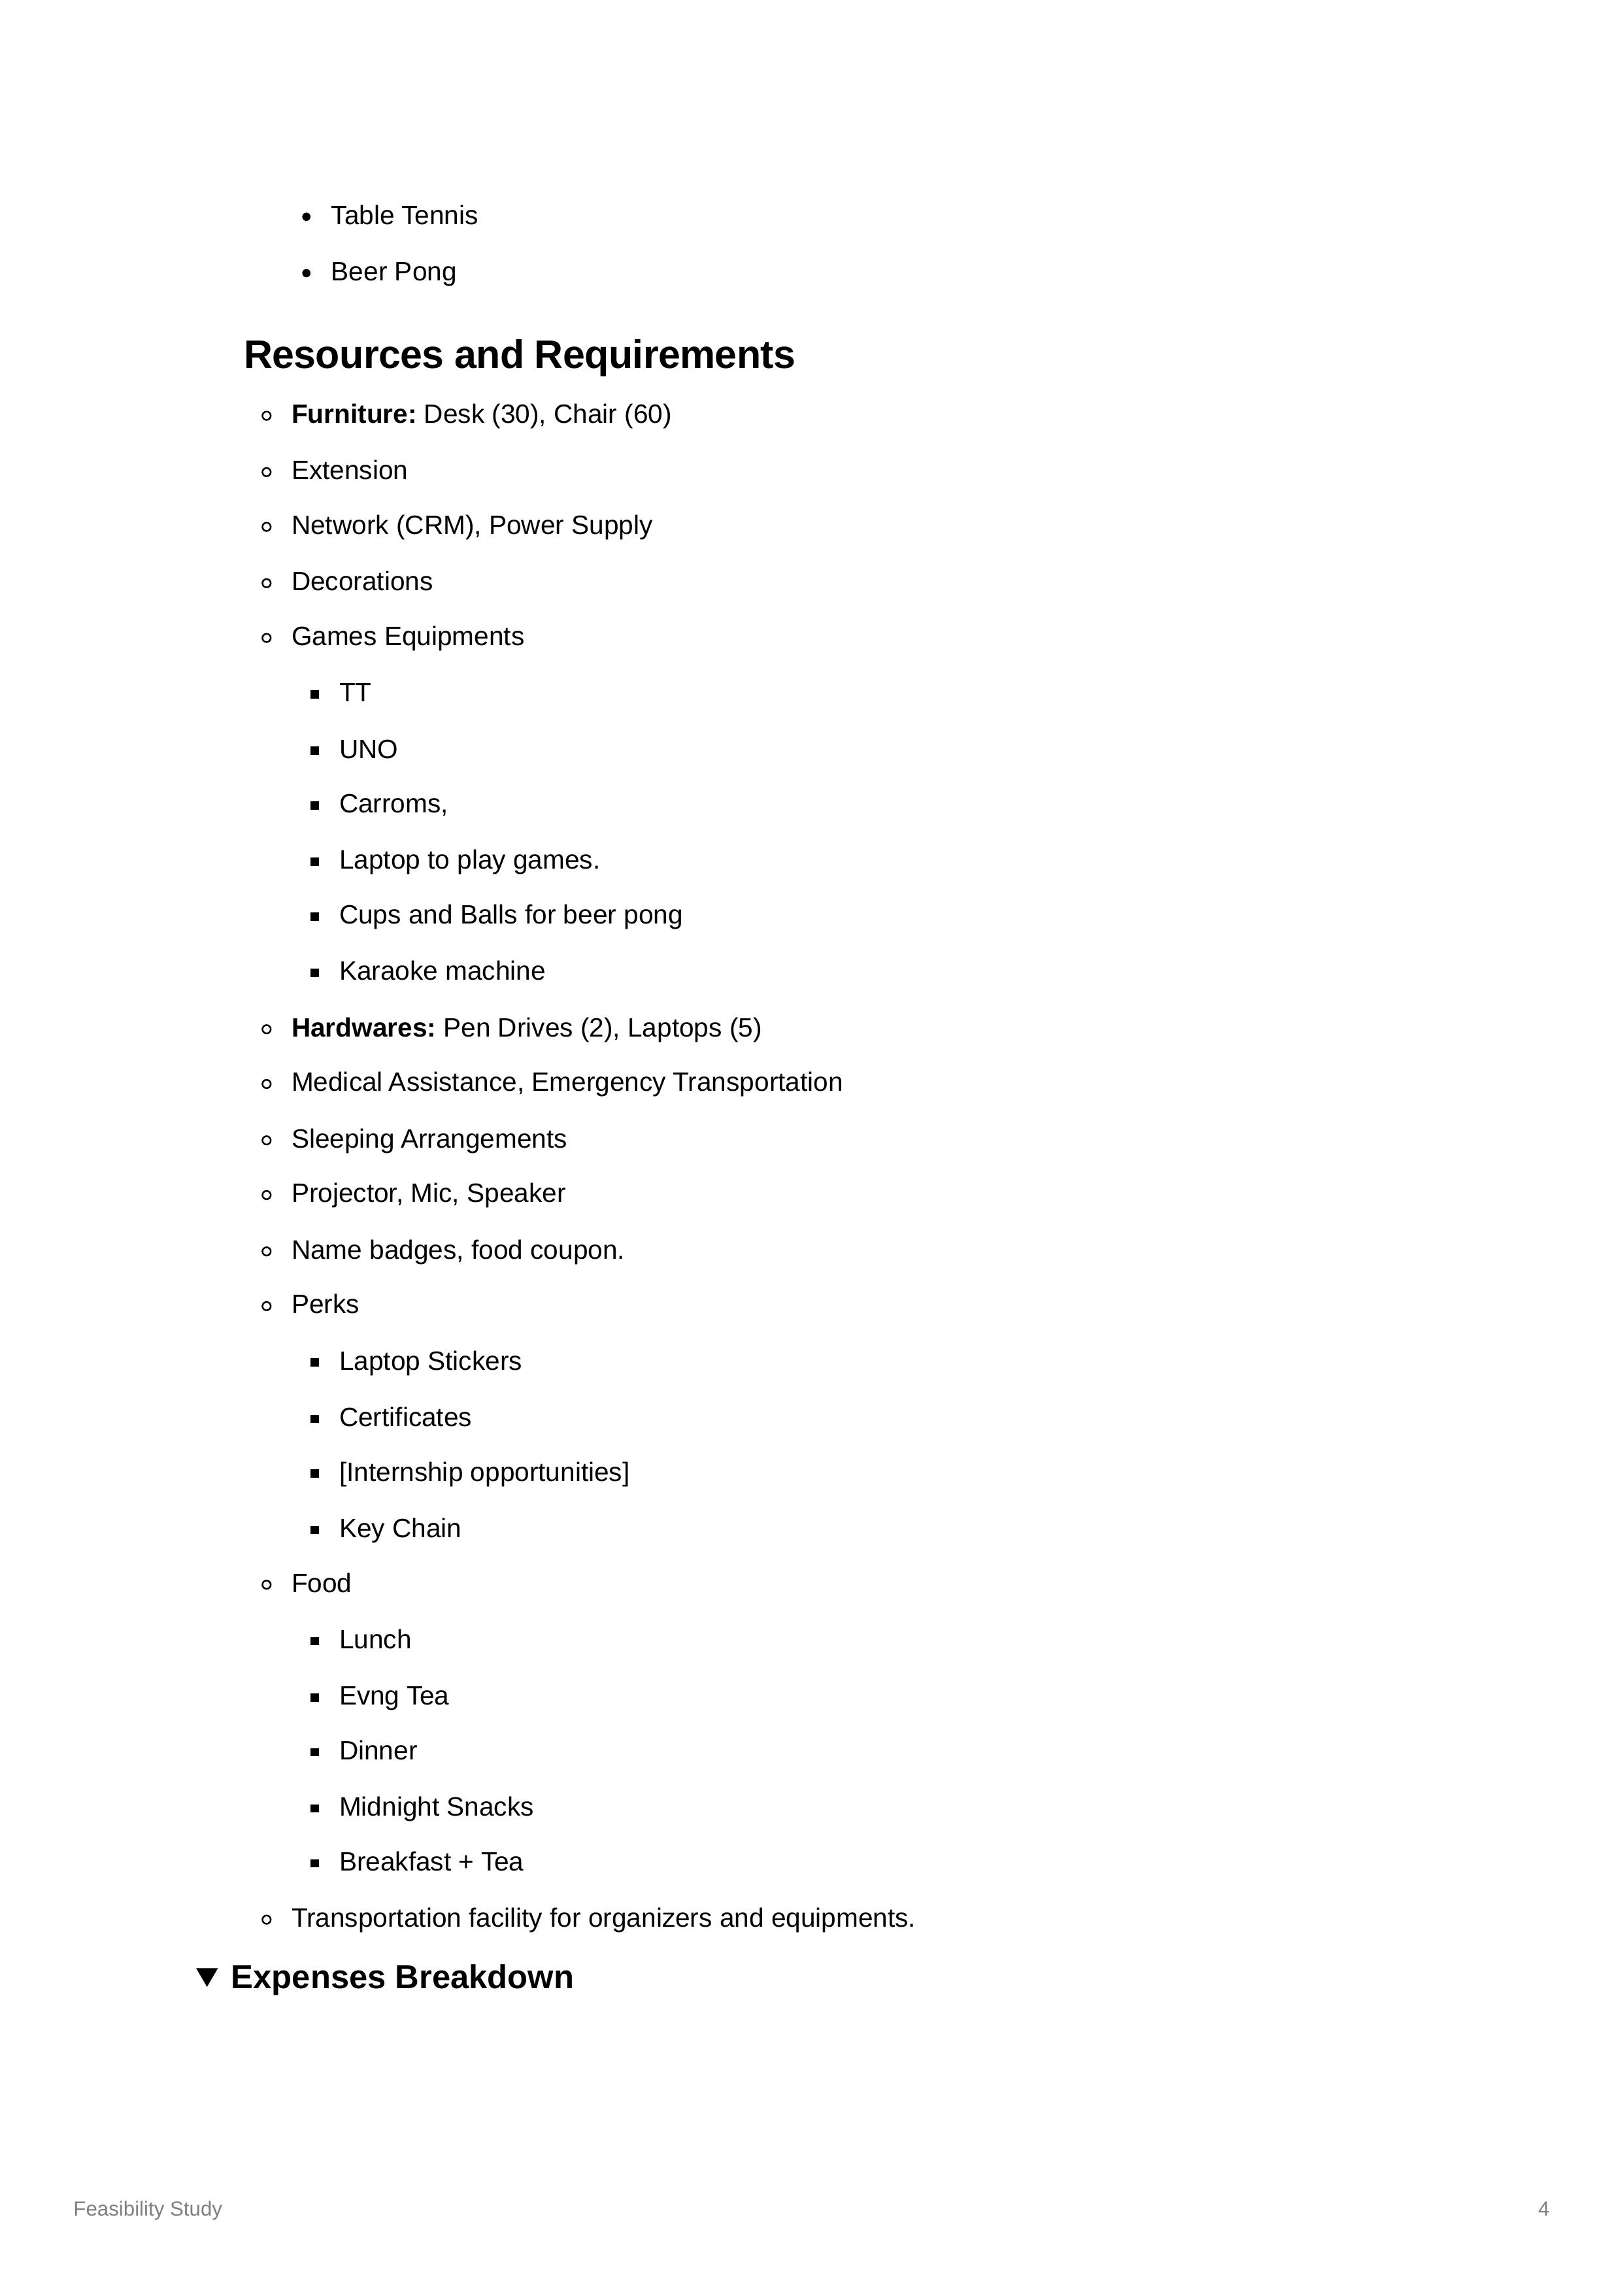 Table Tennis
Beer Pong
Resources and Requirements
Furniture: Desk (30), Chair (60)
Extension
Network (CRM), Power Supply
Decorations
Games Equipments
TT
UNO
Carroms,
Laptop to play games.
Cups and Balls for beer pong
Karaoke machine
Hardwares: Pen Drives (2), Laptops (5)
Medical Assistance, Emergency Transportation
Sleeping Arrangements
Projector, Mic, Speaker
Name badges, food coupon.
Perks
Laptop Stickers
Certificates
[Internship opportunities]
Key Chain
Food
Lunch
Evng Tea
Dinner
Midnight Snacks
Breakfast + Tea
Transportation facility for organizers and equipments.
Expenses Breakdown
Feasibility Study 4